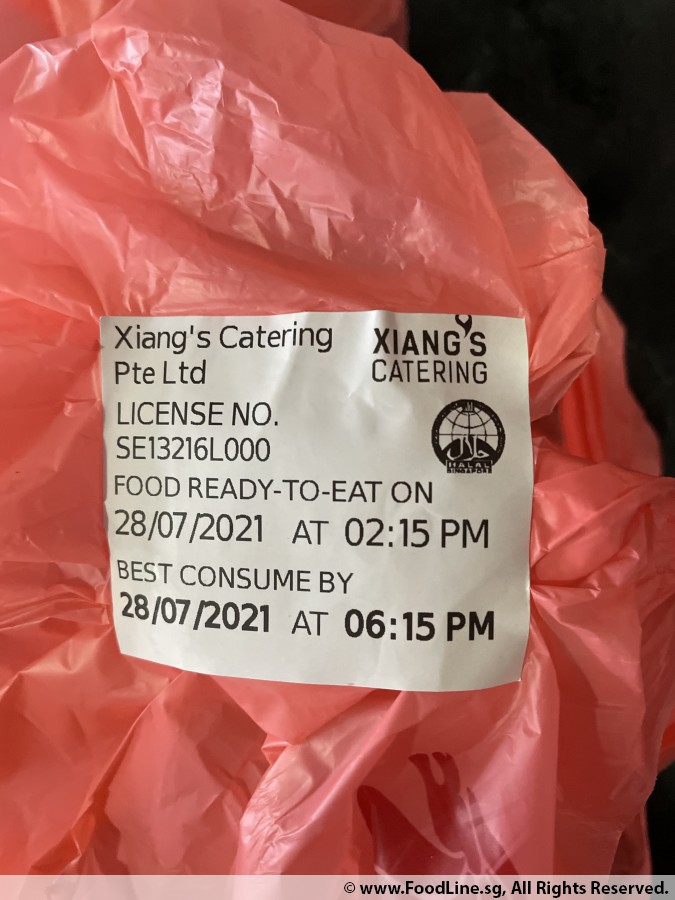 Xiang's Catering
Pte Ltd
XIANG'S
CATERING
LICENSE NO.
SE13216L000
حلال
HALAL
SINGAPORE
FOOD READY-TO-EAT ON
28/07/2021 AT 02:15 PM
BEST CONSUME BY
28/07/2021 AT 06:15 PM
© www.FoodLine.sg, All Rights Reserved.